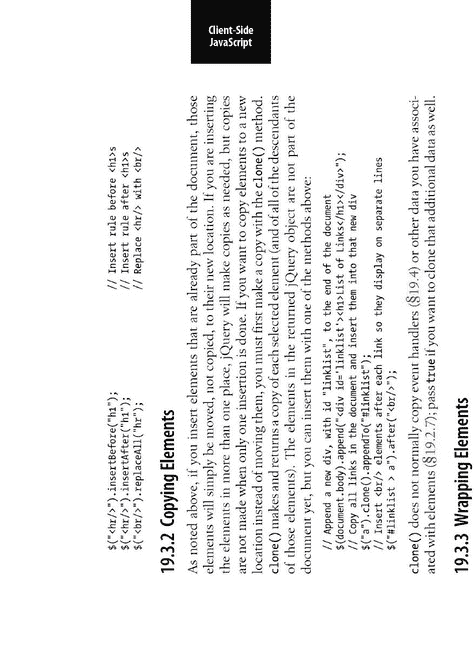 Client-Side
JavaScript
$("<hr/>").insertBefore("h1"); // Insert rule before <h1>s
$("<hr/>").insertAfter("h1"); // Insert rule after <h1>s
$("<br/>").replaceAll("hr"); // Replace <hr/> with <br/>
19.3.2 Copying Elements
As noted above, if you insert elements that are already part of the document, those
elements will simply be moved, not copied, to their new location. If you are inserting
the elements in more than one place, jQuery will make copies as needed, but copies
are not made when only one insertion is done. If you want to copy elements to a new
location instead of moving them, you must first make a copy with the clone() method.
clone() makes and returns a copy of each selected element (and of all of the descendants
of those elements). The elements in the returned jQuery object are not part of the
document yet, but you can insert them with one of the methods above:
// Append a new div, with id "linklist", to the end of the document
$(document.body).append("<div id='linklist'><h1>List of Links</h1></div>");
// Copy all links in the document and insert them into that new div
$("a").clone().appendTo("#linklist");
// Insert <br/> elements after each link so they display on separate lines
$("#linklist > a").after("<br/>");
clone() does not normally copy event handlers (§19.4) or other data you have associ-
ated with elements (§19.2.7); pass true if you want to clone that additional data as well.
19.3.3 Wrapping Elements